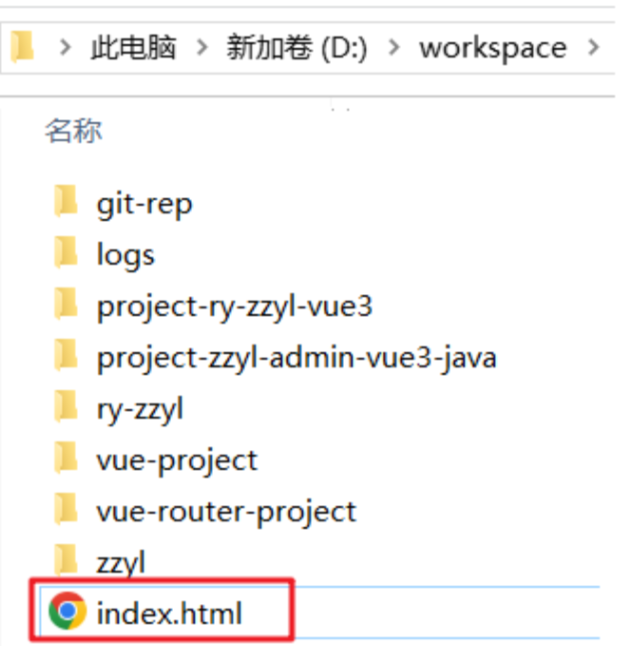 此电脑 > 新加卷 (D:) > workspace >
名称
git-rep
logs
project-ry-zzyl-vue3
project-zzyl-admin-vue3-java
ry-zzyl
vue-project
vue-router-project
zzyl
index.html